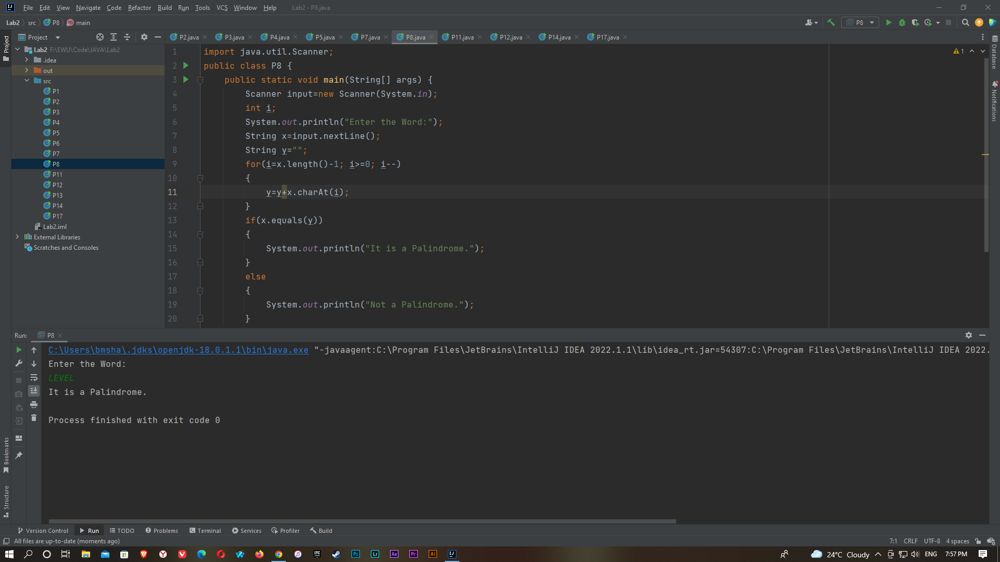 File Edit View Navigate Code Refactor Build Run Tools VCS Window Help Lab2 - P8.java
Lab2 src P8 main P8
Project P2.java P3.java P4.java P5.java P7.java P8.java P11.java P12.java P14.java P17.java
Project
Lab2 F:\EWU\Code\JAVA\Lab2
.idea
out
src
P1
P2
P3
P4
P5
P6
P7
P8
P11
P12
P13
P14
P17
Lab2.iml
External Libraries
Scratches and Consoles
1 import java.util.Scanner;
2 public class P8 {
3 public static void main(String[] args) {
4 Scanner input=new Scanner(System.in);
5 int i;
6 System.out.println("Enter the Word:");
7 String x=input.nextLine();
8 String y="";
9 for(i=x.length()-1; i>=0; i--)
10 {
11 y=y+x.charAt(i);
12 }
13 if(x.equals(y))
14 {
15 System.out.println("It is a Palindrome.");
16 }
17 else
18 {
19 System.out.println("Not a Palindrome.");
20 }
1
Database
Notifications
Run: P8
C:\Users\bmsha\.jdks\openjdk-18.0.1.1\bin\java.exe "-javaagent:C:\Program Files\JetBrains\IntelliJ IDEA 2022.1.1\lib\idea_rt.jar=54307:C:\Program Files\JetBrains\IntelliJ IDEA 2022.
Enter the Word:
LEVEL
It is a Palindrome.
Process finished with exit code 0
Bookmarks
Structure
Version Control Run TODO Problems Terminal Services Profiler Build
All files are up-to-date (moments ago) 7:1 CRLF UTF-8 4 spaces
EPIC GAMES Ps Lr Ae Pr Ai IJ 24°C Cloudy ENG 7:57 PM